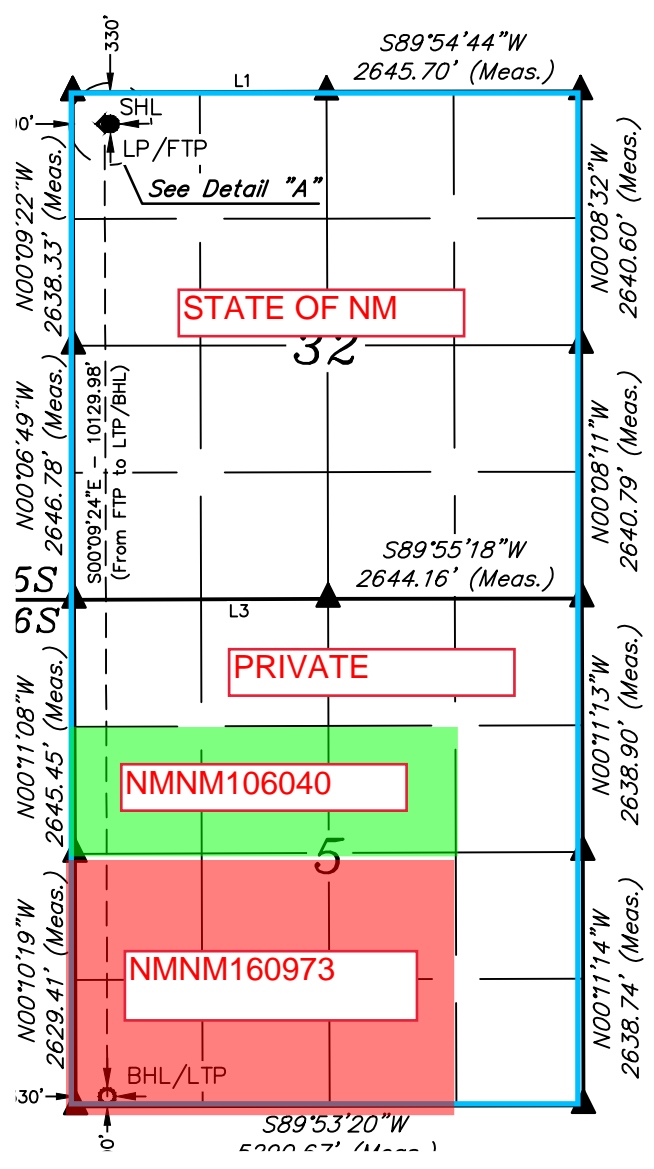 330'
S89°54'44"W
2645.70' (Meas.)
L1
SHL
LP/FTP
See Detail "A"
N00°09'22"W
2638.33' (Meas.)
N00°08'32"W
2640.60' (Meas.)
STATE OF NM
32
N00°06'49"W
2646.78' (Meas.)
S00°09'24"E - 10129.98'
(From FTP to LTP/BHL)
N00°08'11"W
2640.79' (Meas.)
S89°55'18"W
2644.16' (Meas.)
5S
6S
L3
PRIVATE
N00°11'08"W
2645.45' (Meas.)
N00°11'13"W
2638.90' (Meas.)
NMNM106040
5
N00°10'19"W
2629.41' (Meas.)
N00°11'14"W
2638.74' (Meas.)
NMNM160973
BHL/LTP
30'
S89°53'20"W
(Meas.)